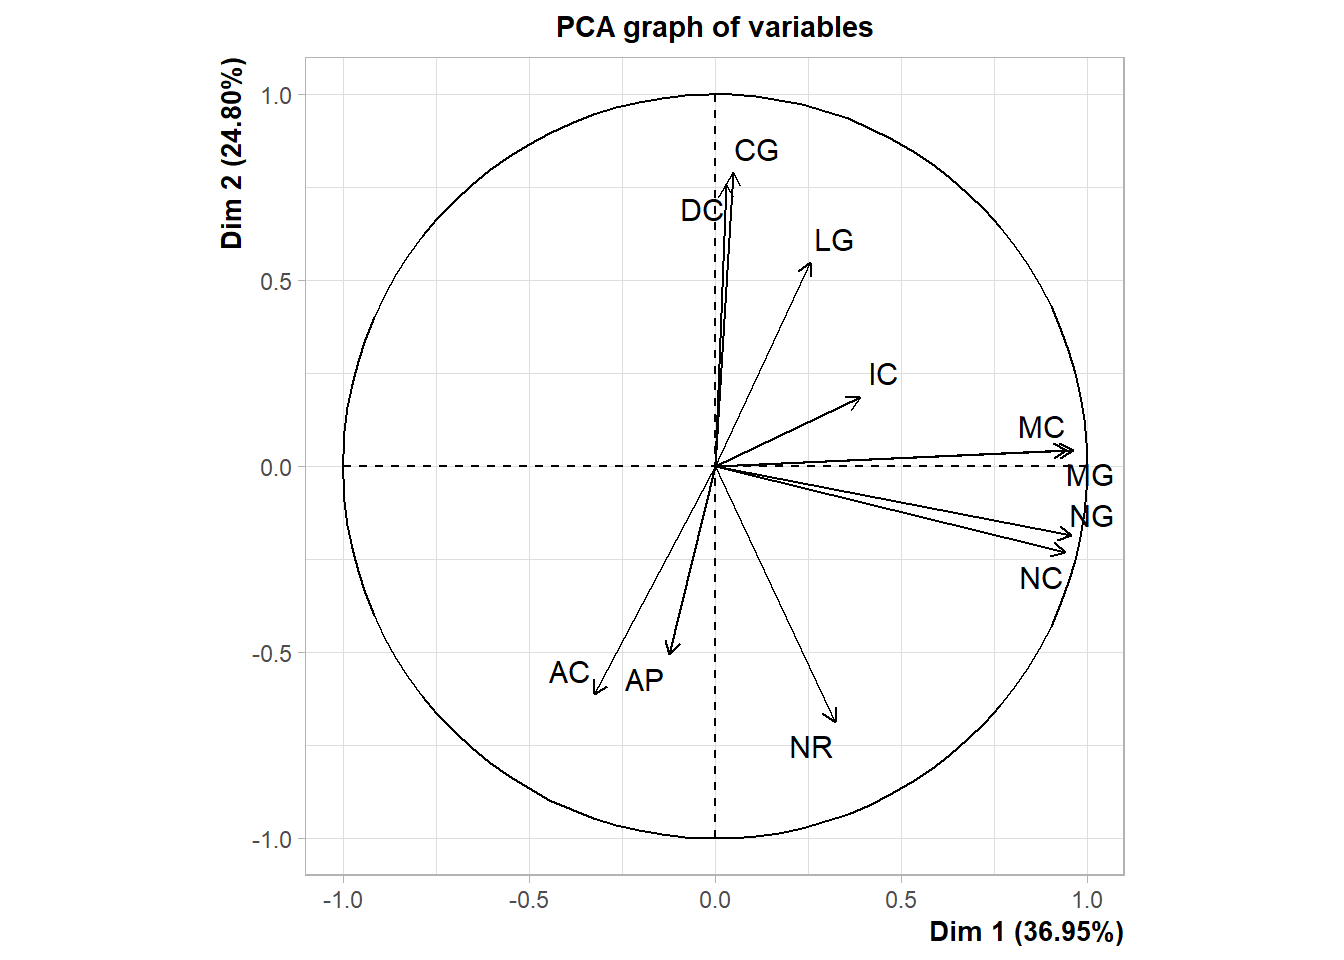 PCA graph of variables
Dim 2 (24.80%)
1.0
0.5
0.0
-0.5
-1.0
CG
DC
LG
IC
MC
MG
NG
NC
AC
AP
NR
-1.0
-0.5
0.0
0.5
1.0
Dim 1 (36.95%)